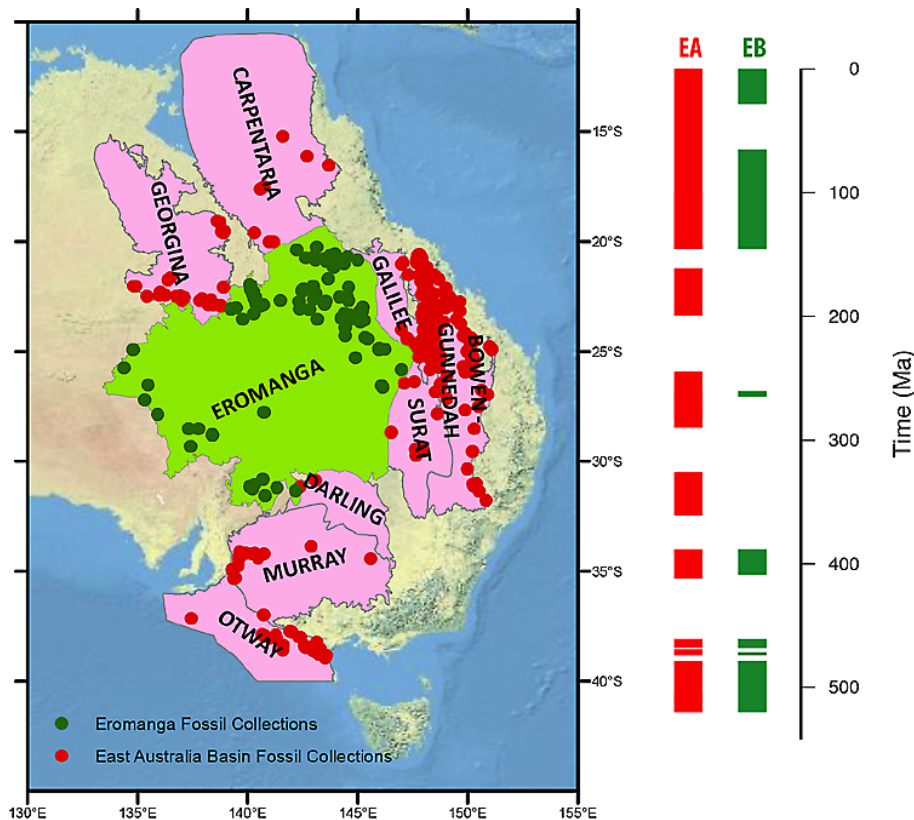 EA
EB
CARPENTARIA
GEORGINA
GALILEE
GUNNEDAH
BOWEN -
SURAT
EROMANGA
DARLING
MURRAY
OTWAY
Eromanga Fossil Collections
East Australia Basin Fossil Collections
15°S
20°S
25°S
30°S
35°S
40°S
130°E
135°E
140°E
145°E
150°E
155°E
0
100
200
300
400
500
Time (Ma)